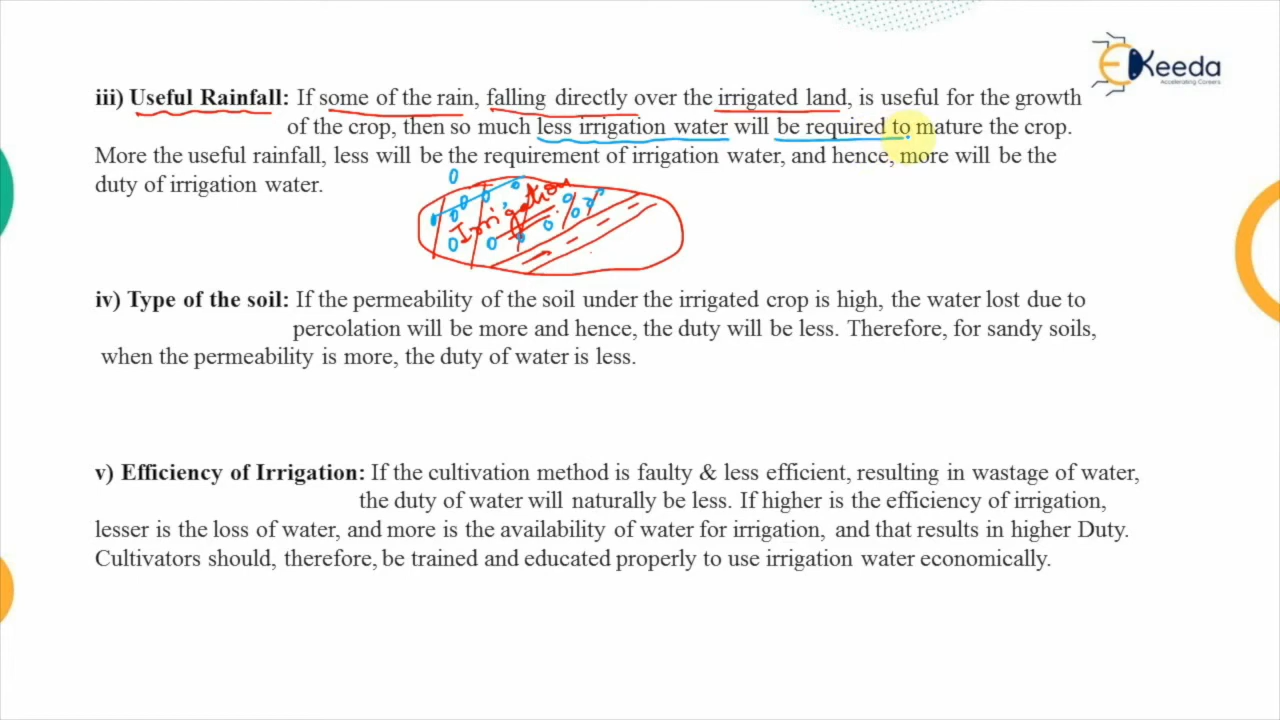 EKeeda
Accelerating Careers
iii) Useful Rainfall: If some of the rain, falling directly over the irrigated land, is useful for the growth
of the crop, then so much less irrigation water will be required to mature the crop.
More the useful rainfall, less will be the requirement of irrigation water, and hence, more will be the
duty of irrigation water.
Irrigation
iv) Type of the soil: If the permeability of the soil under the irrigated crop is high, the water lost due to
percolation will be more and hence, the duty will be less. Therefore, for sandy soils,
when the permeability is more, the duty of water is less.
v) Efficiency of Irrigation: If the cultivation method is faulty & less efficient, resulting in wastage of water,
the duty of water will naturally be less. If higher is the efficiency of irrigation,
lesser is the loss of water, and more is the availability of water for irrigation, and that results in higher Duty.
Cultivators should, therefore, be trained and educated properly to use irrigation water economically.